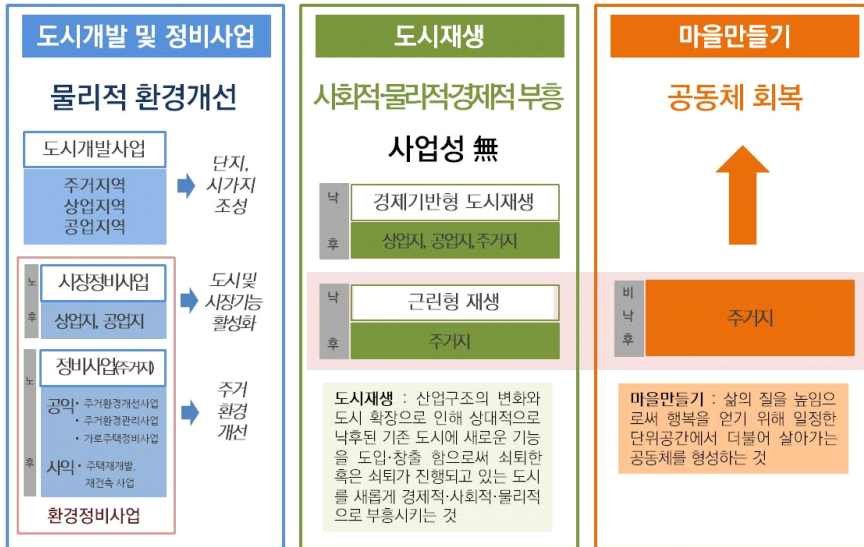 도시개발 및 정비사업
물리적 환경개선
도시개발사업
주거지역
상업지역
공업지역
단지,
시가지
조성
노
후
시장정비사업
상업지, 공업지
도시 및
시장기능
활성화
노
후
정비사업(주거지)
공익· 주거환경개선사업
· 주거환경관리사업
· 가로주택정비사업
사익· 주택재개발,
재건축 사업
주거
환경
개선
환경정비사업
도시재생
사회적·물리적·경제적 부흥
사업성 無
낙
후
경제기반형 도시재생
상업지, 공업지, 주거지
낙
후
근린형 재생
주거지
도시재생 : 산업구조의 변화와
도시 확장으로 인해 상대적으로
낙후된 기존 도시에 새로운 기능
을 도입·창출 함으로써 쇠퇴한
혹은 쇠퇴가 진행되고 있는 도시
를 새롭게 경제적·사회적·물리적
으로 부흥시키는 것
마을만들기
공동체 회복
비
낙
후
주거지
마을만들기 : 삶의 질을 높임으
로써 행복을 얻기 위해 일정한
단위공간에서 더불어 살아가는
공동체를 형성하는 것